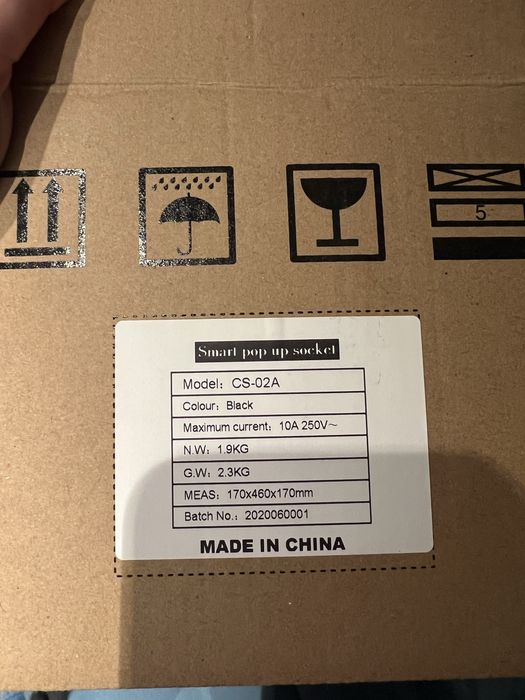 5
Smart pop up socket
Model: CS-02A
Colour: Black
Maximum current: 10A 250V~
N.W: 1.9KG
G.W: 2.3KG
MEAS: 170x460x170mm
Batch No.: 2020060001
MADE IN CHINA